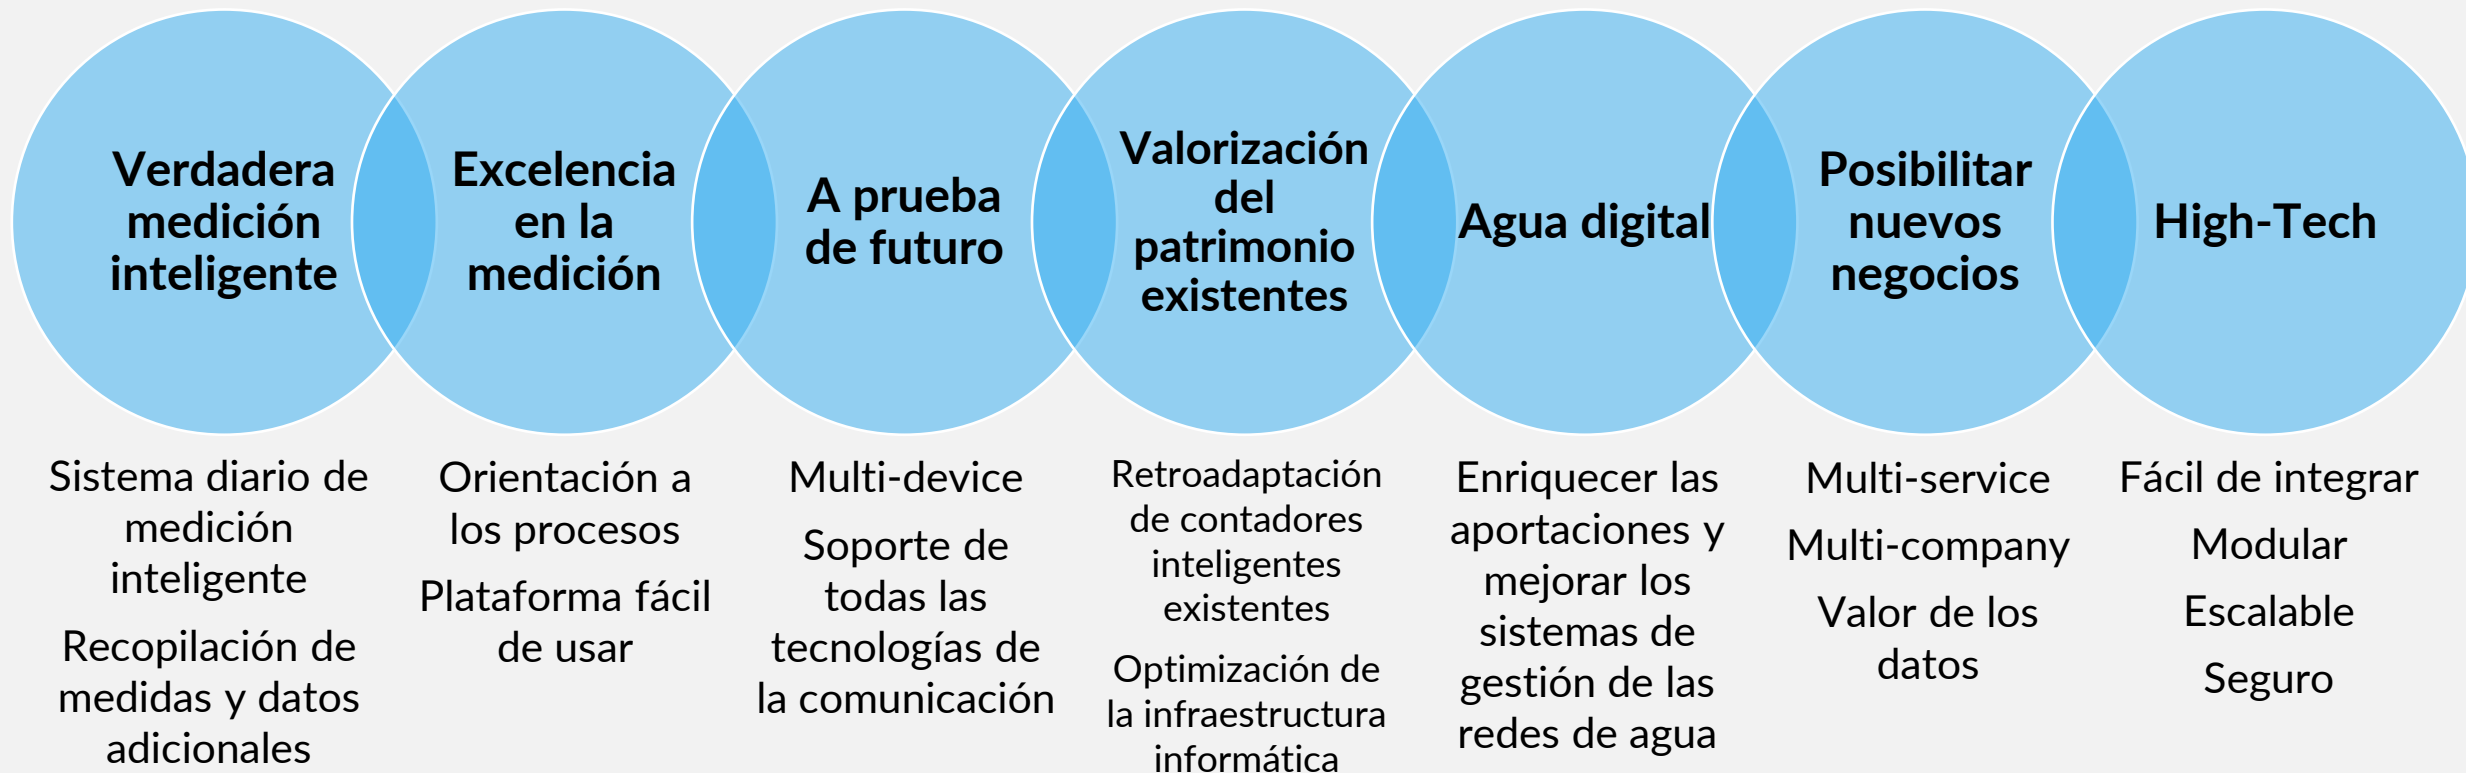 Verdadera
medición
inteligente
Sistema diario de
medición
inteligente
Recopilación de
medidas y datos
adicionales
Excelencia
en la
medición
Orientación a
los procesos
Plataforma fácil
de usar
A prueba
de futuro
Multi-device
Soporte de
todas las
tecnologías de
la comunicación
Valorización
del
patrimonio
existentes
Retroadaptación
de contadores
inteligentes
existentes
Optimización de
la infraestructura
informática
Agua digital
Enriquecer las
aportaciones y
mejorar los
sistemas de
gestión de las
redes de agua
Posibilitar
nuevos
negocios
Multi-service
Multi-company
Valor de los
datos
High-Tech
Fácil de integrar
Modular
Escalable
Seguro